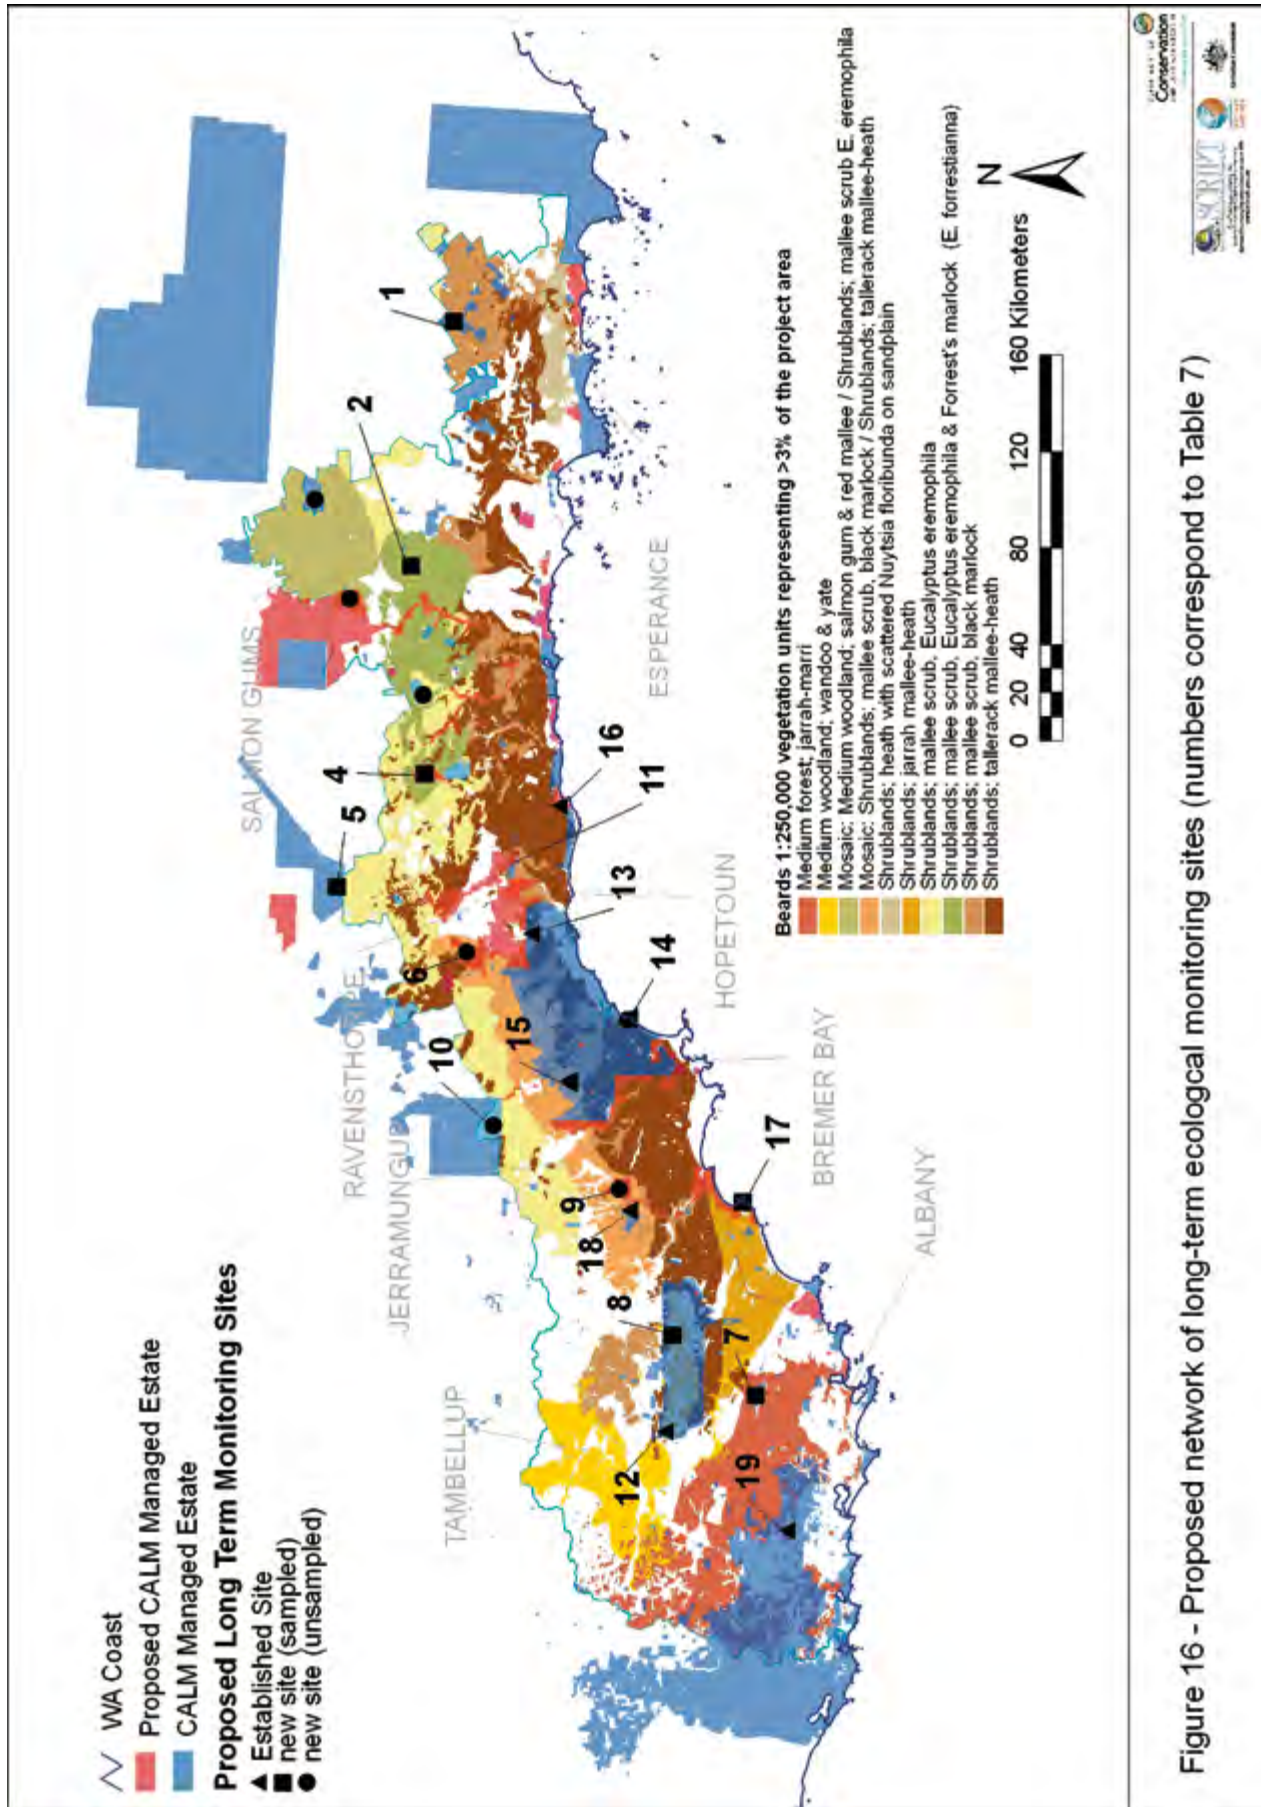 WA Coast
Proposed CALM Managed Estate
CALM Managed Estate
Proposed Long Term Monitoring Sites
Established Site
new site (sampled)
new site (unsampled)
TAMBELLUP
JERRAMUNGUP
RAVENSTHORPE
SALMON GUMS
ESPERANCE
HOPETOUN
BREMER BAY
ALBANY
1
2
4
5
6
7
8
9
10
11
12
13
14
15
16
17
18
19
Beards 1:250,000 vegetation units representing >3% of the project area
Medium forest; jarrah-marri
Medium woodland; wandoo & yate
Mosaic: Medium woodland; salmon gum & red mallee / Shrublands; mallee scrub E. eremophila
Mosaic: Shrublands; mallee scrub, black marlock / Shrublands; tallerack mallee-heath
Shrublands; heath with scattered Nuytsia floribunda on sandplain
Shrublands; jarrah mallee-heath
Shrublands; mallee scrub, Eucalyptus eremophila
Shrublands; mallee scrub, Eucalyptus eremophila & Forrest's marlock (E. forrestianna)
Shrublands; mallee scrub, black marlock
Shrublands; tallerack mallee-heath
0 20 40 80 120 160 Kilometers
N
Figure 16 - Proposed network of long-term ecologcal monitoring sites (numbers correspond to Table 7)
SCRIPT
Conservation